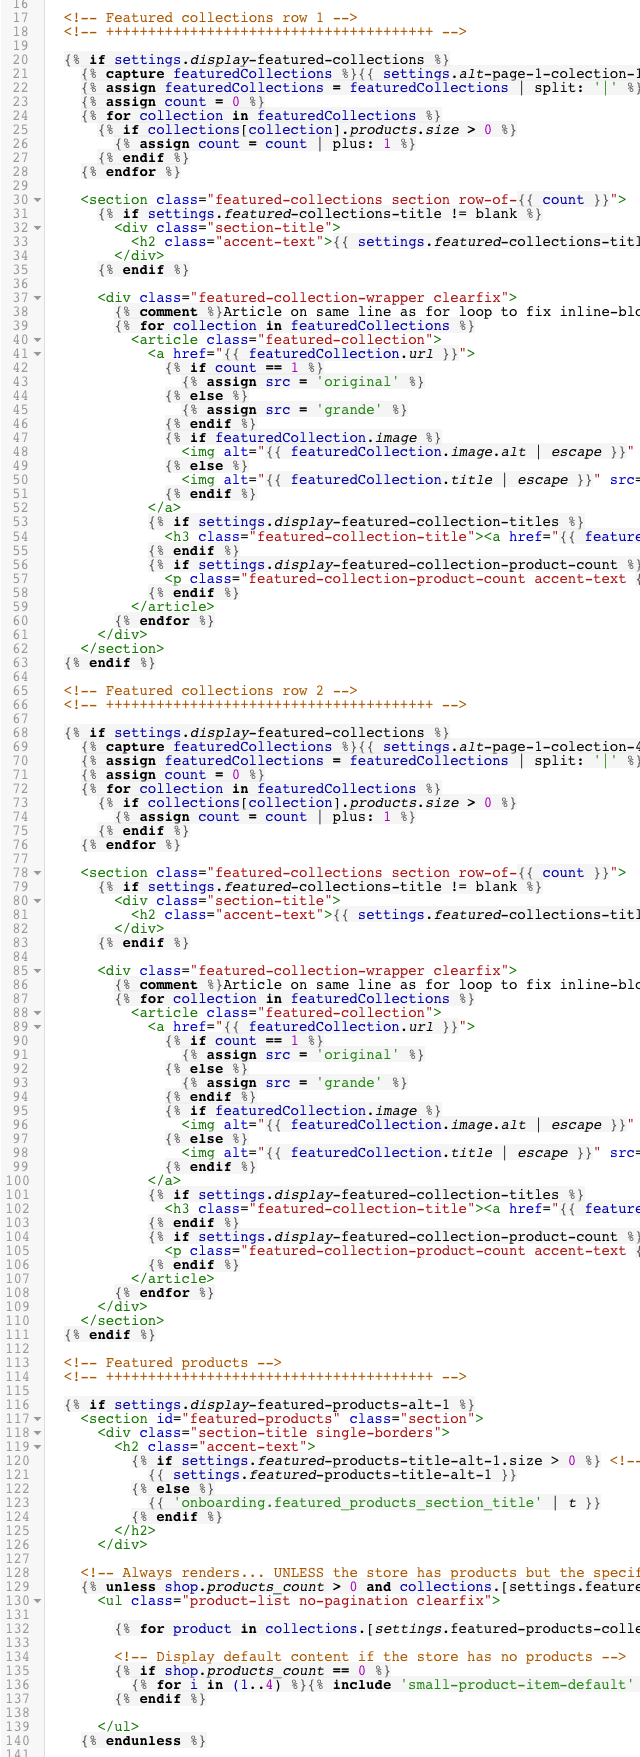 16
17 <!-- Featured collections row 1 -->
18 <!-- +++++++++++++++++++++++++++++++++++++++ -->
19
20 {% if settings.display-featured-collections %}
21 {% capture featuredCollections %}{{ settings.alt-page-1-colection-1
22 {% assign featuredCollections = featuredCollections | split: '|' %}
23 {% assign count = 0 %}
24 {% for collection in featuredCollections %}
25 {% if collections[collection].products.size > 0 %}
26 {% assign count = count | plus: 1 %}
27 {% endif %}
28 {% endfor %}
29
30 <section class="featured-collections section row-of-{{ count }}">
31 {% if settings.featured-collections-title != blank %}
32 <div class="section-title">
33 <h2 class="accent-text">{{ settings.featured-collections-titl
34 </div>
35 {% endif %}
36
37 <div class="featured-collection-wrapper clearfix">
38 {% comment %}Article on same line as for loop to fix inline-blo
39 {% for collection in featuredCollections %}
40 <article class="featured-collection">
41 <a href="{{ featuredCollection.url }}">
42 {% if count == 1 %}
43 {% assign src = 'original' %}
44 {% else %}
45 {% assign src = 'grande' %}
46 {% endif %}
47 {% if featuredCollection.image %}
48 <img alt="{{ featuredCollection.image.alt | escape }}"
49 {% else %}
50 <img alt="{{ featuredCollection.title | escape }}" src=
51 {% endif %}
52 </a>
53 {% if settings.display-featured-collection-titles %}
54 <h3 class="featured-collection-title"><a href="{{ feature
55 {% endif %}
56 {% if settings.display-featured-collection-product-count %}
57 <p class="featured-collection-product-count accent-text {
58 {% endif %}
59 </article>
60 {% endfor %}
61 </div>
62 </section>
63 {% endif %}
64
65 <!-- Featured collections row 2 -->
66 <!-- +++++++++++++++++++++++++++++++++++++++ -->
67
68 {% if settings.display-featured-collections %}
69 {% capture featuredCollections %}{{ settings.alt-page-1-colection-4
70 {% assign featuredCollections = featuredCollections | split: '|' %}
71 {% assign count = 0 %}
72 {% for collection in featuredCollections %}
73 {% if collections[collection].products.size > 0 %}
74 {% assign count = count | plus: 1 %}
75 {% endif %}
76 {% endfor %}
77
78 <section class="featured-collections section row-of-{{ count }}">
79 {% if settings.featured-collections-title != blank %}
80 <div class="section-title">
81 <h2 class="accent-text">{{ settings.featured-collections-titl
82 </div>
83 {% endif %}
84
85 <div class="featured-collection-wrapper clearfix">
86 {% comment %}Article on same line as for loop to fix inline-blo
87 {% for collection in featuredCollections %}
88 <article class="featured-collection">
89 <a href="{{ featuredCollection.url }}">
90 {% if count == 1 %}
91 {% assign src = 'original' %}
92 {% else %}
93 {% assign src = 'grande' %}
94 {% endif %}
95 {% if featuredCollection.image %}
96 <img alt="{{ featuredCollection.image.alt | escape }}"
97 {% else %}
98 <img alt="{{ featuredCollection.title | escape }}" src=
99 {% endif %}
100 </a>
101 {% if settings.display-featured-collection-titles %}
102 <h3 class="featured-collection-title"><a href="{{ feature
103 {% endif %}
104 {% if settings.display-featured-collection-product-count %}
105 <p class="featured-collection-product-count accent-text {
106 {% endif %}
107 </article>
108 {% endfor %}
109 </div>
110 </section>
111 {% endif %}
112
113 <!-- Featured products -->
114 <!-- +++++++++++++++++++++++++++++++++++++++ -->
115
116 {% if settings.display-featured-products-alt-1 %}
117 <section id="featured-products" class="section">
118 <div class="section-title single-borders">
119 <h2 class="accent-text">
120 {% if settings.featured-products-title-alt-1.size > 0 %} <!--
121 {{ settings.featured-products-title-alt-1 }}
122 {% else %}
123 {{ 'onboarding.featured_products_section_title' | t }}
124 {% endif %}
125 </h2>
126 </div>
127
128 <!-- Always renders... UNLESS the store has products but the specif
129 {% unless shop.products_count > 0 and collections.[settings.feature
130 <ul class="product-list no-pagination clearfix">
131
132 {% for product in collections.[settings.featured-products-colle
133
134 <!-- Display default content if the store has no products -->
135 {% if shop.products_count == 0 %}
136 {% for i in (1..4) %}{% include 'small-product-item-default'
137 {% endif %}
138
139 </ul>
140 {% endunless %}
141